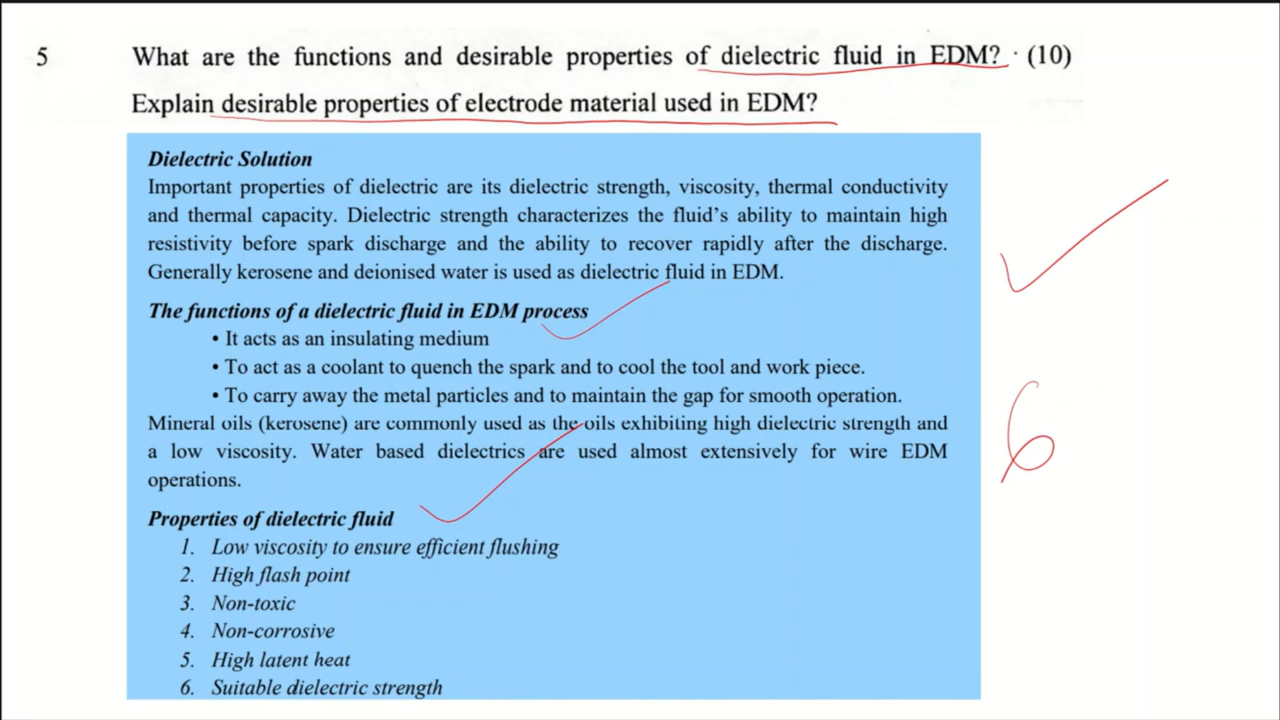 5 What are the functions and desirable properties of dielectric fluid in EDM? · (10)
Explain desirable properties of electrode material used in EDM?
Dielectric Solution
Important properties of dielectric are its dielectric strength, viscosity, thermal conductivity
and thermal capacity. Dielectric strength characterizes the fluid's ability to maintain high
resistivity before spark discharge and the ability to recover rapidly after the discharge.
Generally kerosene and deionised water is used as dielectric fluid in EDM.
The functions of a dielectric fluid in EDM process
• It acts as an insulating medium
• To act as a coolant to quench the spark and to cool the tool and work piece.
• To carry away the metal particles and to maintain the gap for smooth operation.
Mineral oils (kerosene) are commonly used as the oils exhibiting high dielectric strength and
a low viscosity. Water based dielectrics are used almost extensively for wire EDM
operations.
6
Properties of dielectric fluid
1. Low viscosity to ensure efficient flushing
2. High flash point
3. Non-toxic
4. Non-corrosive
5. High latent heat
6. Suitable dielectric strength